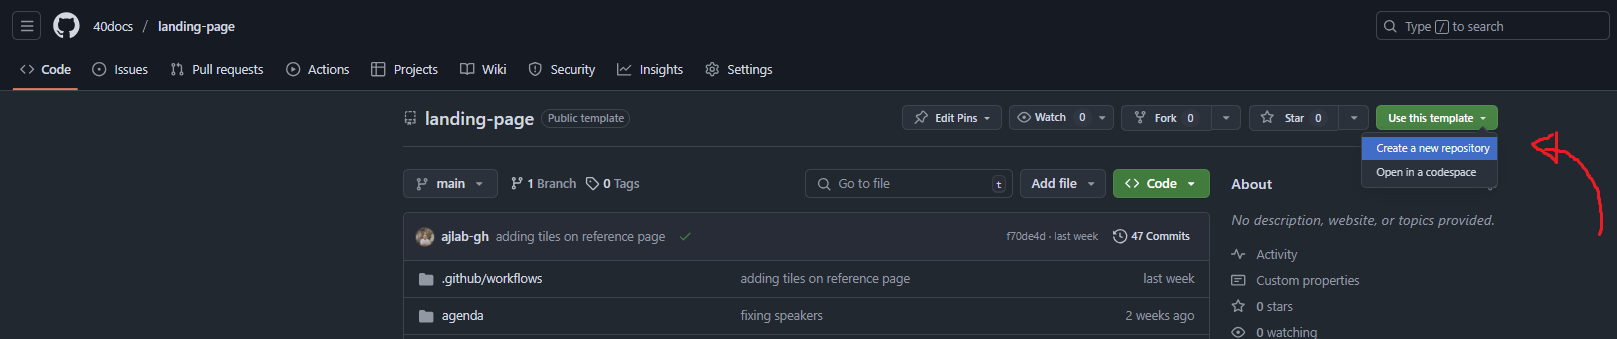 40docs / landing-page
Type / to search
Code Issues Pull requests Actions Projects Wiki Security Insights Settings
landing-page Public template Edit Pins Watch 0 Fork 0 Star 0 Use this template
Create a new repository
Open in a codespace
main 1 Branch 0 Tags Go to file t Add file Code
About
No description, website, or topics provided.
ajlab-gh adding tiles on reference page f70de4d · last week 47 Commits
Activity
.github/workflows adding tiles on reference page last week
Custom properties
0 stars
agenda fixing speakers 2 weeks ago
0 watching